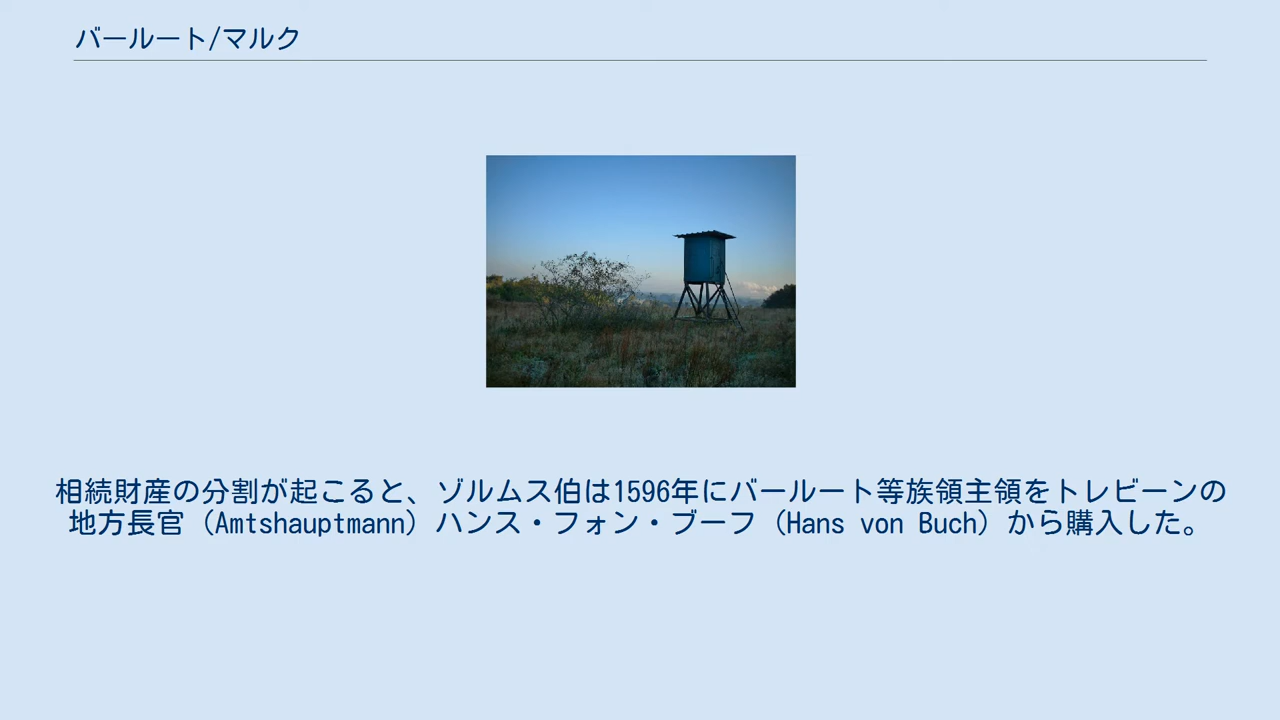 バールート/マルク
相続財産の分割が起こると、ゾルムス伯は1596年にバールート等族領主領をトレビーンの
地方長官（Amtshauptmann）ハンス・フォン・ブーフ（Hans von Buch）から購入した。